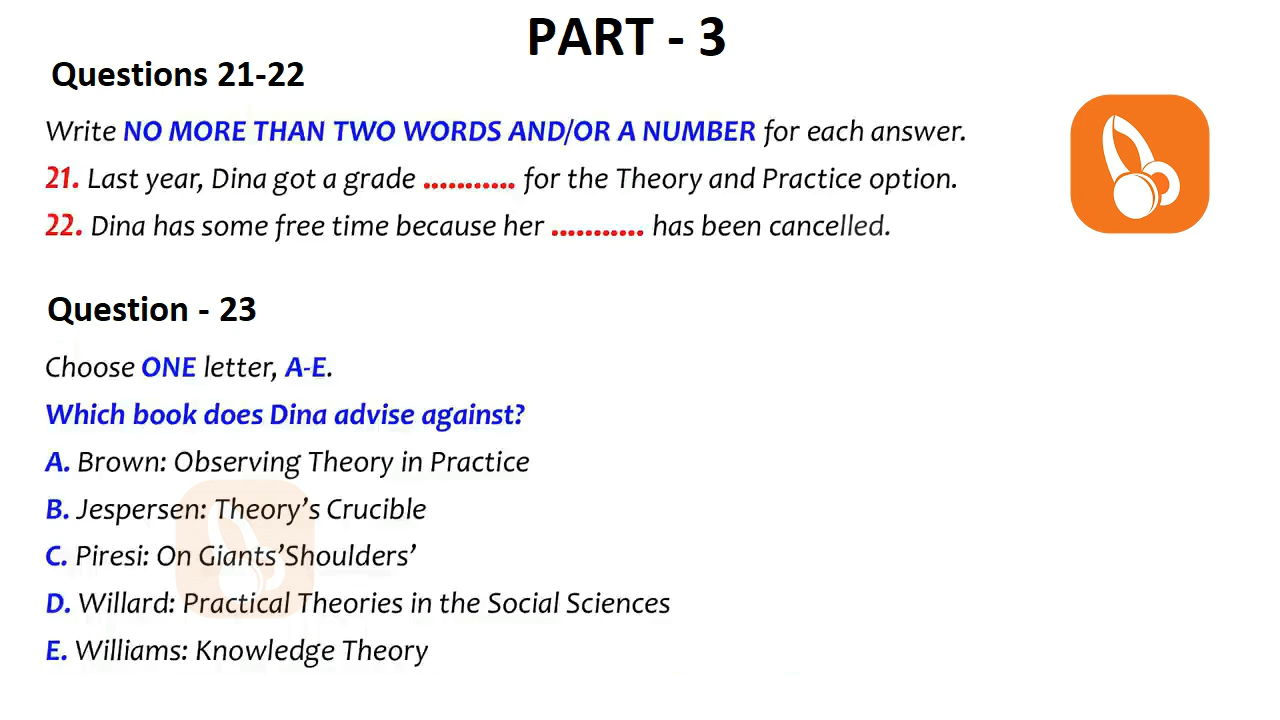 PART - 3
Questions 21-22
Write NO MORE THAN TWO WORDS AND/OR A NUMBER for each answer.
21. Last year, Dina got a grade ........... for the Theory and Practice option.
22. Dina has some free time because her ........... has been cancelled.
Question - 23
Choose ONE letter, A-E.
Which book does Dina advise against?
A. Brown: Observing Theory in Practice
B. Jespersen: Theory’s Crucible
C. Piresi: On Giants’Shoulders’
D. Willard: Practical Theories in the Social Sciences
E. Williams: Knowledge Theory